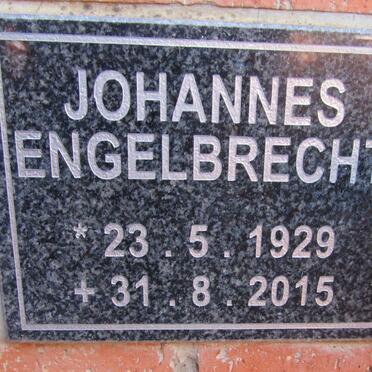 JOHANNES
ENGELBRECHT
* 23 . 5 . 1929
+ 31 . 8 . 2015